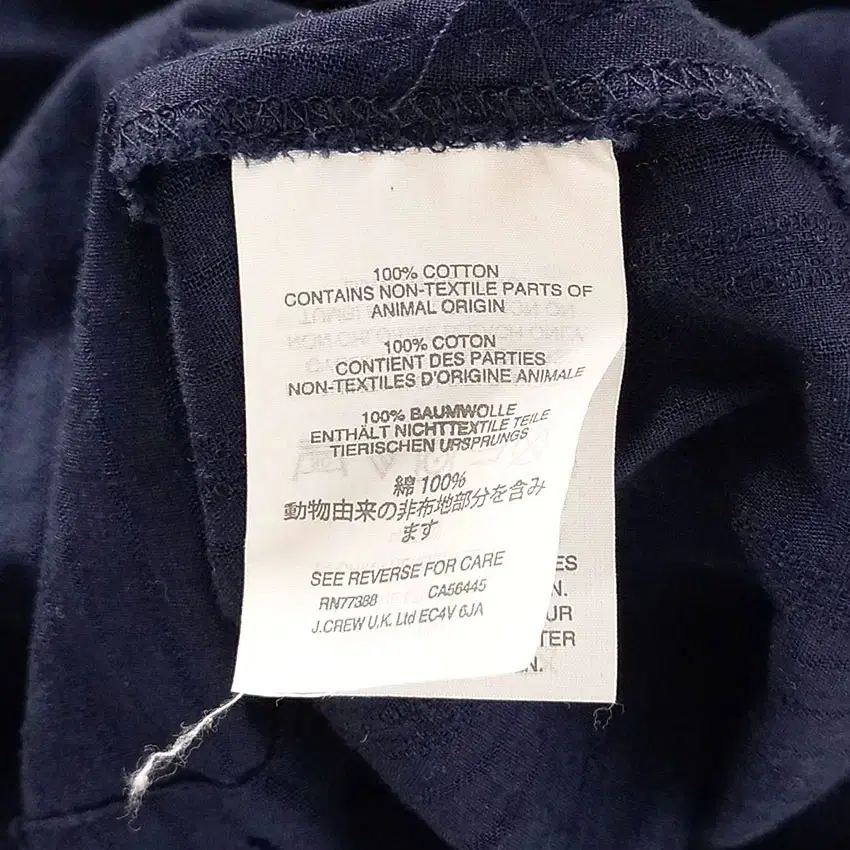 100% COTTON
CONTAINS NON-TEXTILE PARTS OF
ANIMAL ORIGIN
100% COTON
CONTIENT DES PARTIES
NON-TEXTILES D'ORIGINE ANIMALE
100% BAUMWOLLE
ENTHÄLT NICHTTEXTILE TEILE
TIERISCHEN URSPRUNGS
綿 100%
動物由来の非布地部分を含み
ます
SEE REVERSE FOR CARE
RN77388 CA56445
J.CREW U.K. Ltd EC4V 6JA